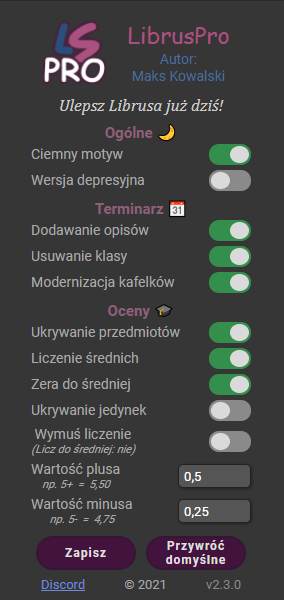 LS
PRO
LibrusPro
Autor:
Maks Kowalski
Ulepsz Librusa już dziś!
Ogólne
Ciemny motyw
Wersja depresyjna
Terminarz
31
Dodawanie opisów
Usuwanie klasy
Modernizacja kafelków
Oceny
Ukrywanie przedmiotów
Liczenie średnich
Zera do średniej
Ukrywanie jedynek
Wymuś liczenie
(Licz do średniej: nie)
Wartość plusa
np. 5+ = 5,50
0,5
Wartość minusa
np. 5- = 4,75
0,25
Zapisz
Przywróć
domyślne
Discord © 2021 v2.3.0